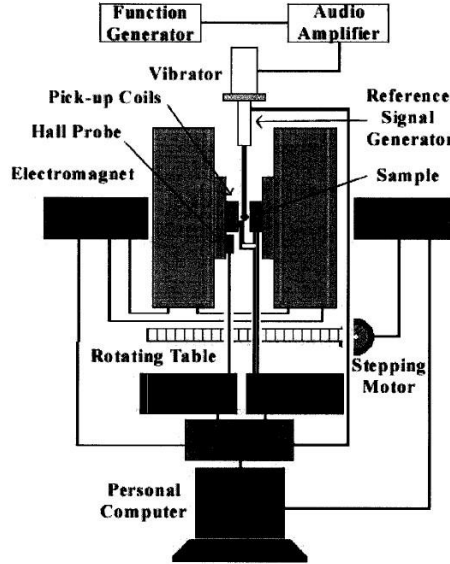 Function
Generator
Audio
Amplifier
Vibrator
Pick-up Coils
Hall Probe
Electromagnet
Reference
Signal
Generator
Sample
Rotating Table
Stepping
Motor
Personal
Computer